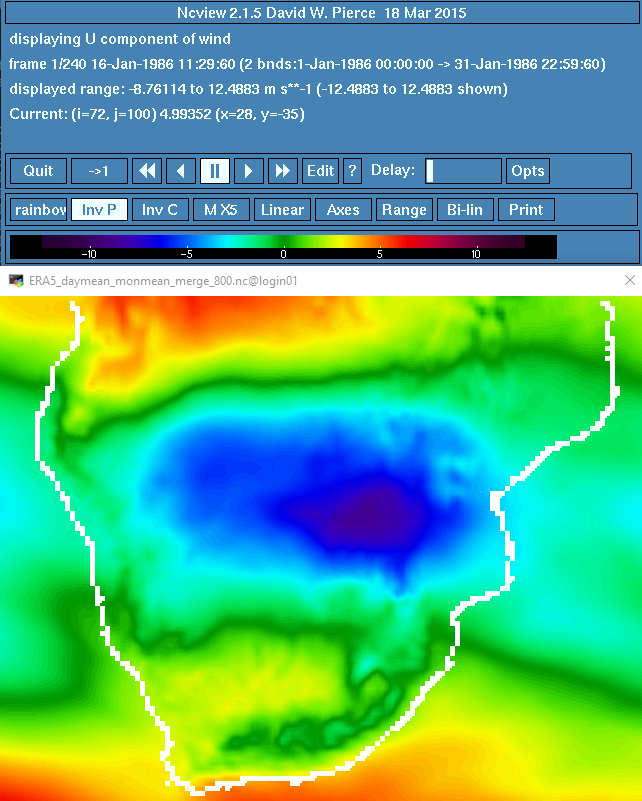 Ncview 2.1.5 David W. Pierce 18 Mar 2015
displaying U component of wind
frame 1/240 16-Jan-1986 11:29:60 (2 bnds:1-Jan-1986 00:00:00 -> 31-Jan-1986 22:59:60)
displayed range: -8.76114 to 12.4883 m s**-1 (-12.4883 to 12.4883 shown)
Current: (i=72, j=100) 4.99352 (x=28, y=-35)
Quit ->1 Edit ? Delay: Opts
rainbow Inv P Inv C M X5 Linear Axes Range Bi-lin Print
-10 -5 0 5 10
ERA5_daymean_monmean_merge_800.nc@login01